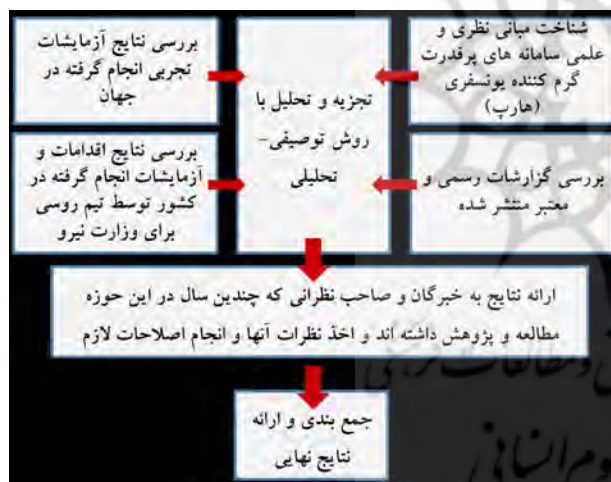 شناخت مبانی نظری و
علمی سامانه های پرقدرت
گرم کننده یونسفری
(هارپ)
بررسی نتایج آزمایشات
تجربی انجام گرفته در
جهان
تجزیه و تحلیل با
روش توصیفی-
تحلیلی
بررسی گزارشات رسمی و
معتبر منتشر شده
بررسی نتایج اقدامات و
آزمایشات انجام گرفته در
کشور توسط تیم روسی
برای وزارت نیرو
ارائه نتایج به خبرگان و صاحب نظرانی که چندین سال در این حوزه
مطالعه و پژوهش داشته اند و اخذ نظرات آنها و انجام اصلاحات لازم
جمع بندی و ارائه
نتایج نهایی